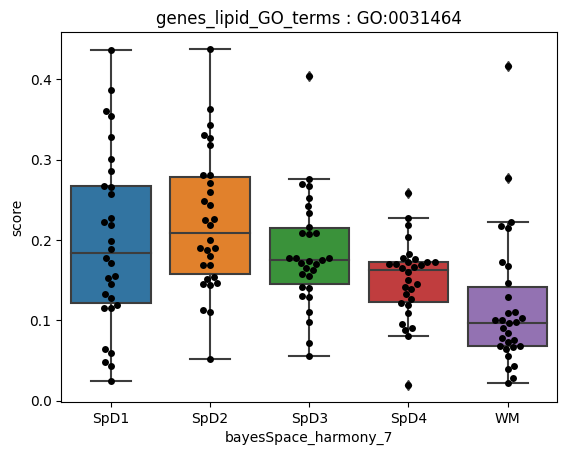 genes_lipid_GO_terms : GO:0031464
score
0.4
0.3
0.2
0.1
0.0
SpD1 SpD2 SpD3 SpD4 WM
bayesSpace_harmony_7